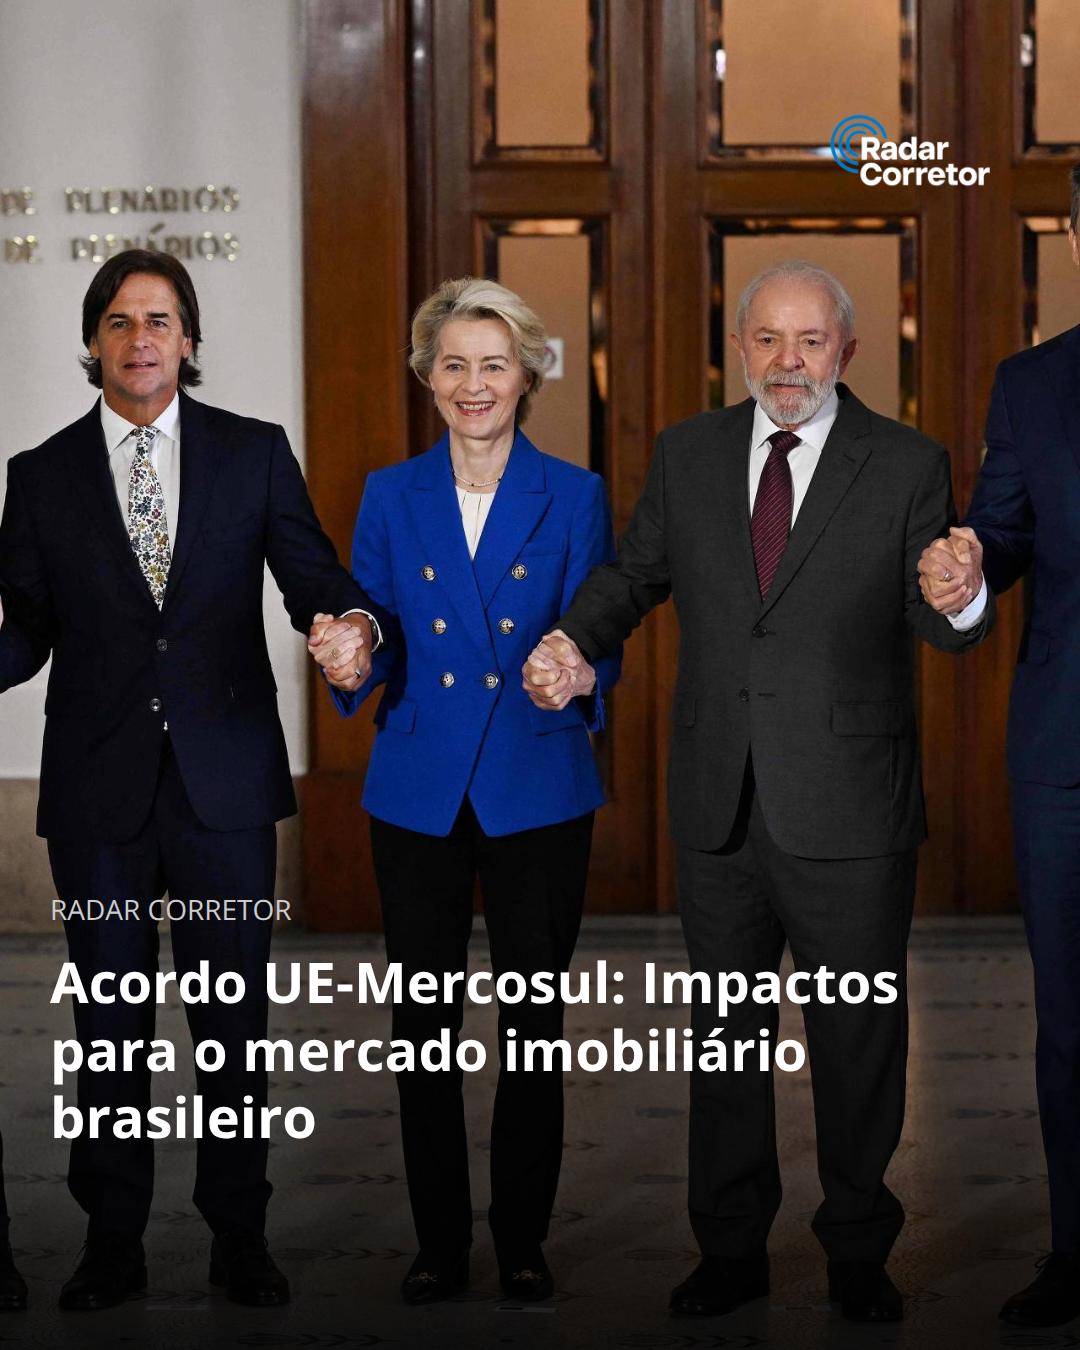 Radar
Corretor
DE PLENARIOS
DE PLENÁRIOS
RADAR CORRETOR
Acordo UE-Mercosul: Impactos
para o mercado imobiliário
brasileiro